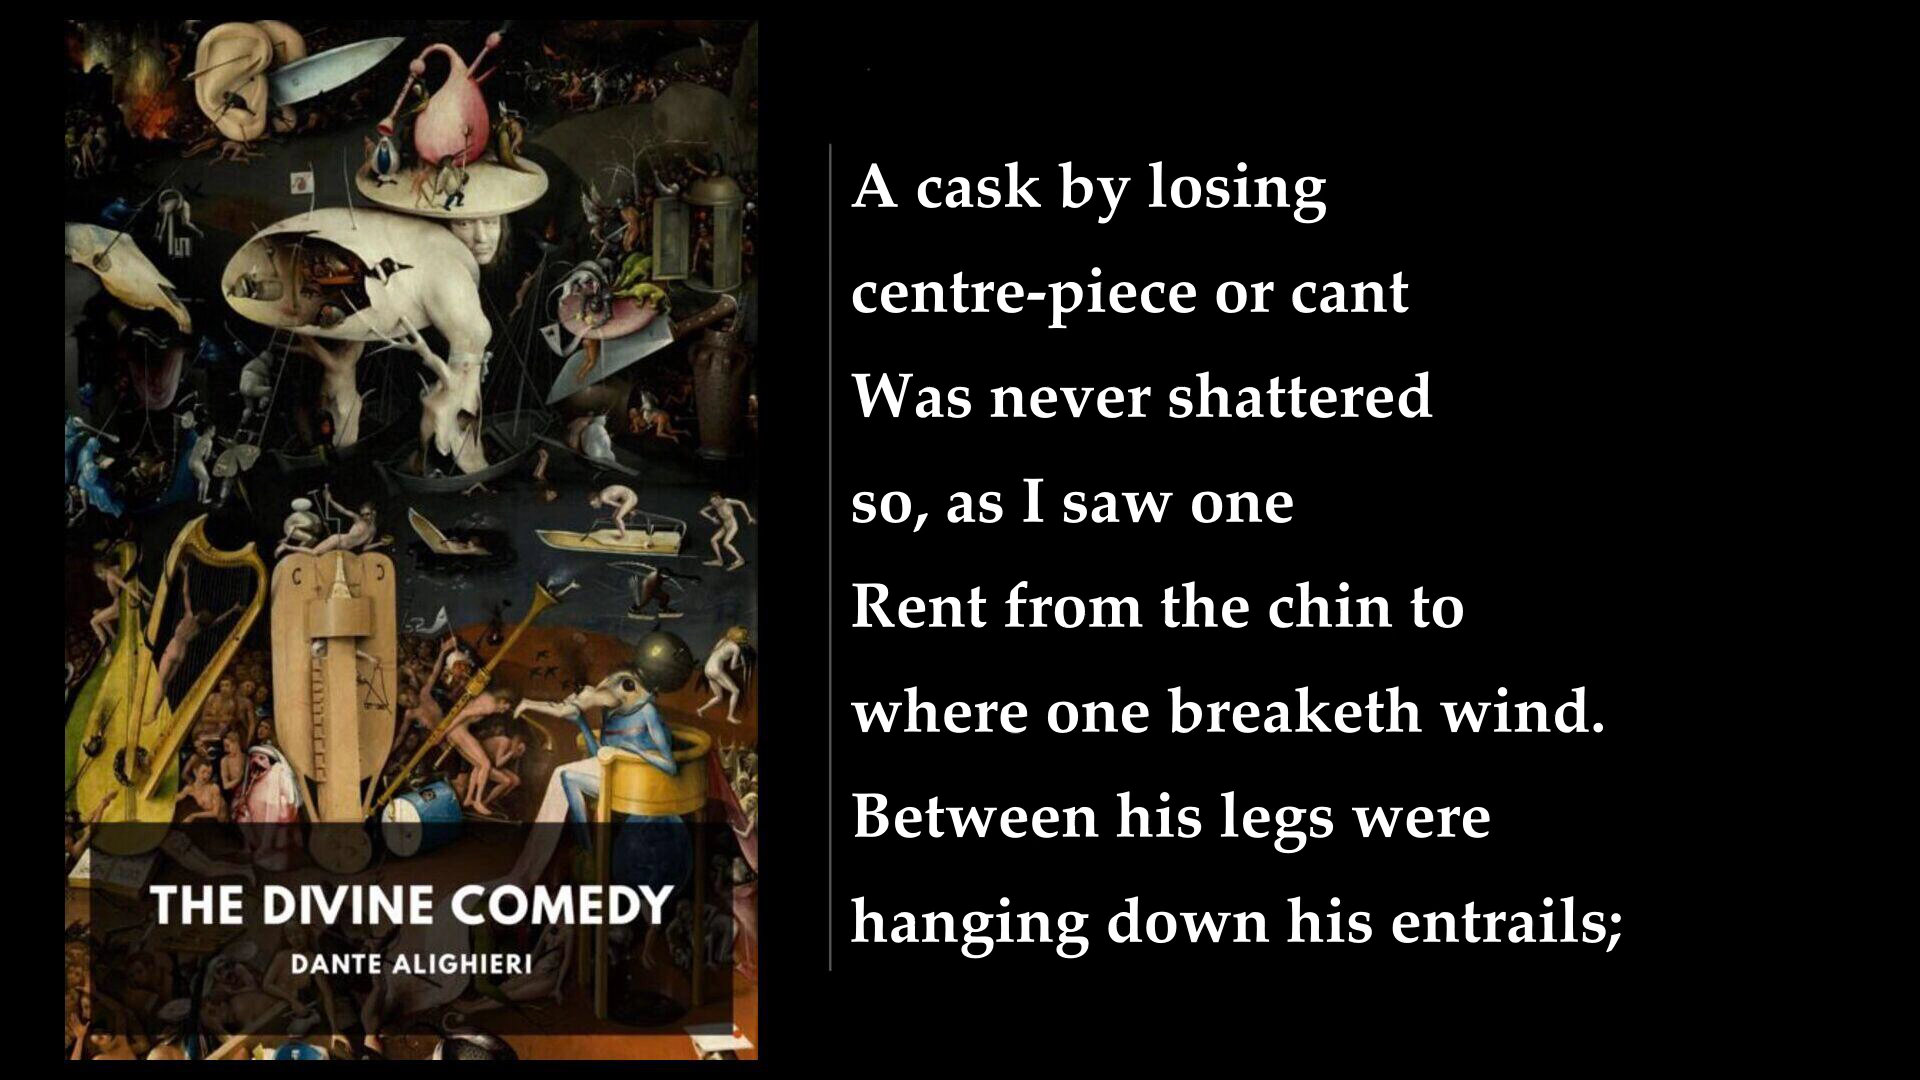 THE DIVINE COMEDY
DANTE ALIGHIERI
A cask by losing
centre-piece or cant
Was never shattered
so, as I saw one
Rent from the chin to
where one breaketh wind.
Between his legs were
hanging down his entrails;